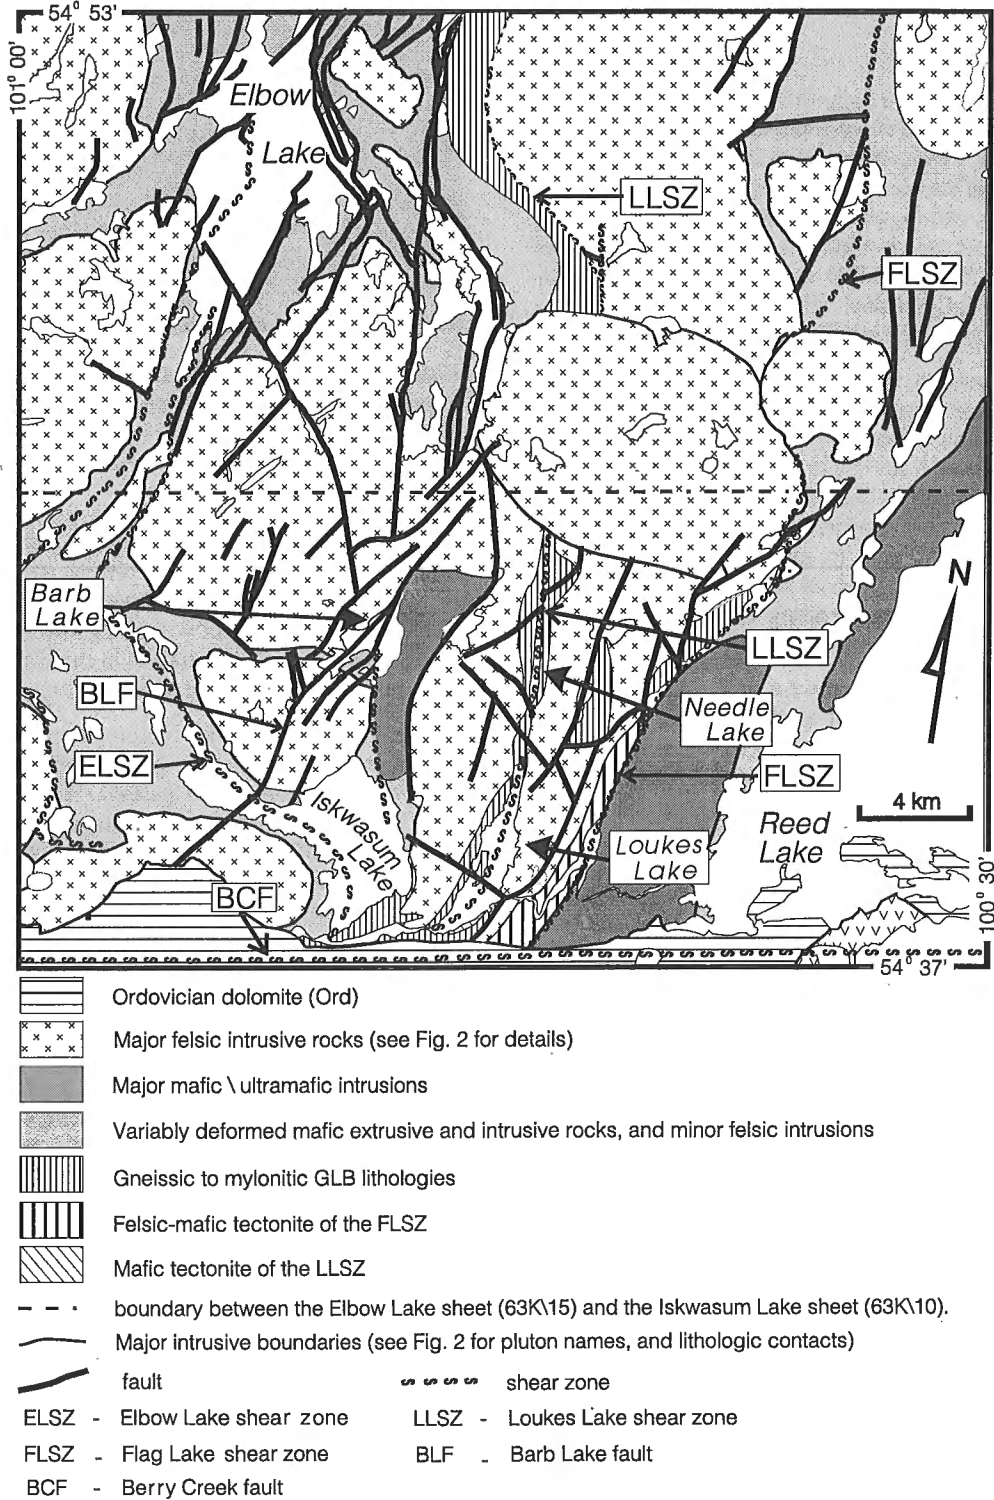 54° 53'
101° 00'
Elbow
Lake
LLSZ
FLSZ
Barb
Lake
N
LLSZ
BLF
Needle
Lake
ELSZ
FLSZ
4 km
Iskwasum
Lake
Reed
Lake
Loukes
Lake
BCF
100° 30'
54° 37'
Ordovician dolomite (Ord)
Major felsic intrusive rocks (see Fig. 2 for details)
Major mafic \ ultramafic intrusions
Variably deformed mafic extrusive and intrusive rocks, and minor felsic intrusions
Gneissic to mylonitic GLB lithologies
Felsic-mafic tectonite of the FLSZ
Mafic tectonite of the LLSZ
boundary between the Elbow Lake sheet (63K\15) and the Iskwasum Lake sheet (63K\10).
Major intrusive boundaries (see Fig. 2 for pluton names, and lithologic contacts)
fault
shear zone
ELSZ - Elbow Lake shear zone
LLSZ - Loukes Lake shear zone
FLSZ - Flag Lake shear zone
BLF - Barb Lake fault
BCF - Berry Creek fault